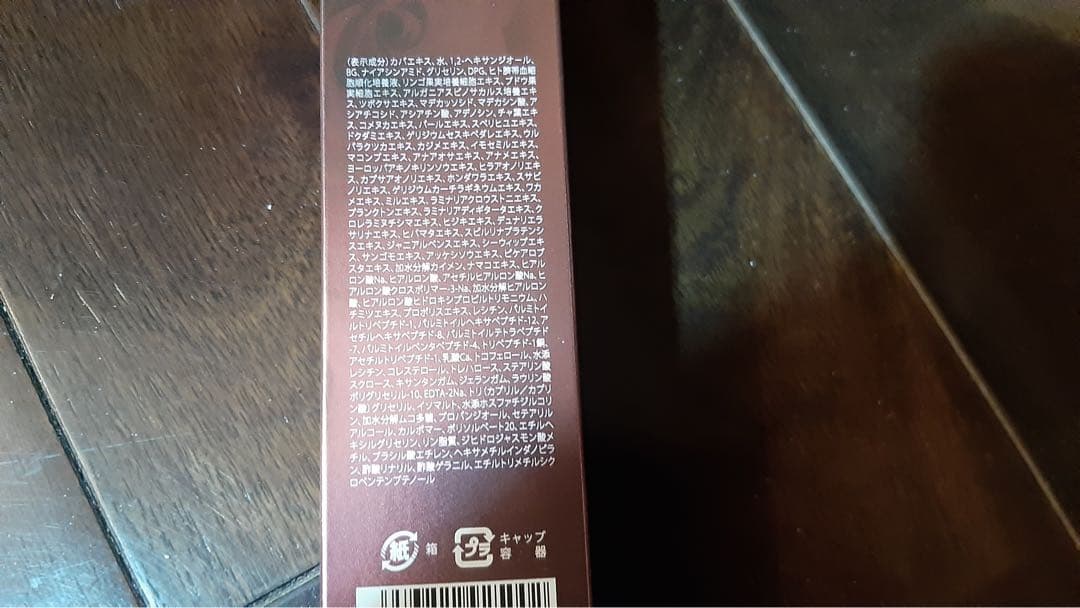 (表示成分)カバエキス、水、1,2-ヘキサンジオール、
BG、ナイアシンアミド、グリセリン、DPG、ヒト臍帯血細
胞順化培養液、リンゴ果実培養細胞エキス、ブドウ果
実細胞エキス、アルガニアスピノサカルス培養エキ
ス、ツボクサエキス、マデカッソシド、マデカシン酸、ア
シアチコシド、アシアチン酸、アデノシン、チャ葉エキ
ス、コメヌカエキス、パールエキス、スベリヒユエキス、
ドクダミエキス、ゲリジウムセスキペダレエキス、ウル
バラクツカエキス、カジメエキス、イモセミルエキス、
マコンブエキス、アナアオサエキス、アナメエキス、
ヨーロッパアキノキリンソウエキス、ヒラアオノリエキ
ス、カプサアオノリエキス、ホンダワラエキス、スサビ
ノリエキス、ゲリジウムカーチラギネウムエキス、ワカ
メエキス、ミルエキス、ラミナリアクロウストニエキス、
プランクトンエキス、ラミナリアディギタータエキス、ク
ロレラミヌチシマエキス、ヒジキエキス、デュナリエラ
サリナエキス、ヒバマタエキス、スピルリナプラテンシ
スエキス、ジャニアルベンスエキス、シーウィップエキ
ス、サンゴモエキス、アッケシソウエキス、ピケアロブ
スタエキス、加水分解カイメン、ナマコエキス、ヒアル
ロン酸Na、ヒアルロン酸、アセチルヒアルロン酸Na、ヒ
アルロン酸クロスポリマー-3-Na、加水分解ヒアルロン
酸、ヒアルロン酸ヒドロキシプロピルトリモニウム、ハ
チミツエキス、プロポリスエキス、レシチン、パルミトイ
ルトリペプチド-1、パルミトイルヘキサペプチド-12、ア
セチルヘキサペプチド-8、パルミトイルテトラペプチド
-7、パルミトイルペンタペプチド-4、トリペプチド-1銅、
アセチルトリペプチド-1、乳酸Ca、トコフェロール、水添
レシチン、コレステロール、トレハロース、ステアリン酸
スクロース、キサンタンガム、ジェランガム、ラウリン酸
ポリグリセリル-10、EDTA-2Na、トリ(カプリル/カプリ
ン酸)グリセリル、イソマルト、水添ホスファチジルコリ
ン、加水分解ムコ多糖、プロパンジオール、セテアリル
アルコール、カルボマー、ポリソルベート20、エチルヘ
キシルグリセリン、リン脂質、ジヒドロジャスモン酸メ
チル、ブラシル酸エチレン、ヘキサメチルインダノピラ
ン、酢酸リナリル、酢酸ゲラニル、エチルトリメチルシク
ロペンテンブテノール
紙 箱 プラ キャップ
容器